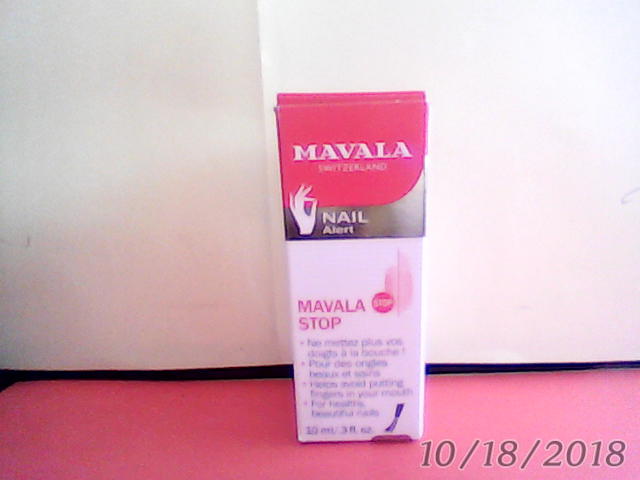 MAVALA
SWITZERLAND
NAIL
Alert
MAVALA
STOP
STOP
• Ne mettez plus vos
doigts à la bouche !
• Pour des ongles
beaux et sains
• Helps avoid putting
fingers in your mouth
• For healthy,
beautiful nails
10 ml/.3 fl. oz.
10/18/2018